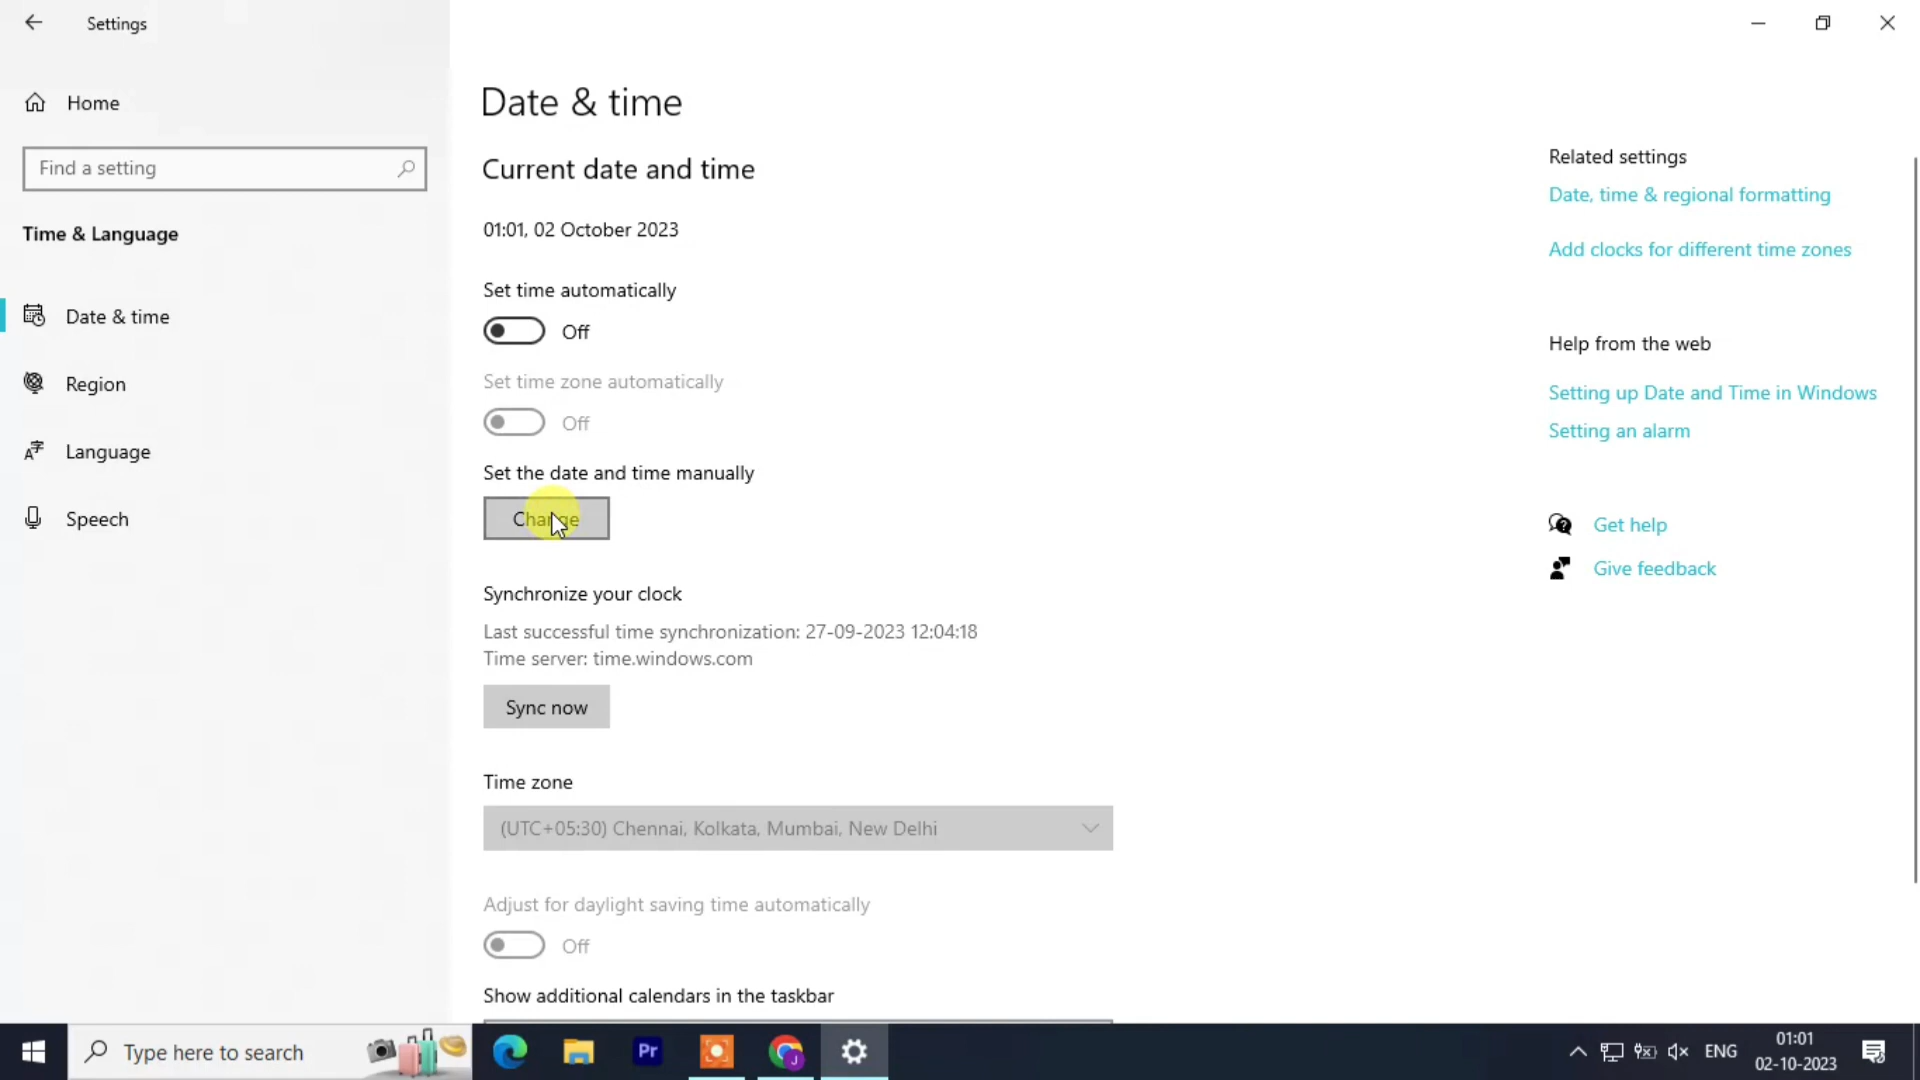 Settings
Home
Find a setting
Time & Language
Date & time
Region
Language
Speech
Date & time
Current date and time
01:01, 02 October 2023
Set time automatically
Off
Set time zone automatically
Off
Set the date and time manually
Change
Synchronize your clock
Last successful time synchronization: 27-09-2023 12:04:18
Time server: time.windows.com
Sync now
Time zone
(UTC+05:30) Chennai, Kolkata, Mumbai, New Delhi
Adjust for daylight saving time automatically
Off
Show additional calendars in the taskbar
Related settings
Date, time & regional formatting
Add clocks for different time zones
Help from the web
Setting up Date and Time in Windows
Setting an alarm
Get help
Give feedback
Type here to search
Pr
J
ENG
01:01
02-10-2023